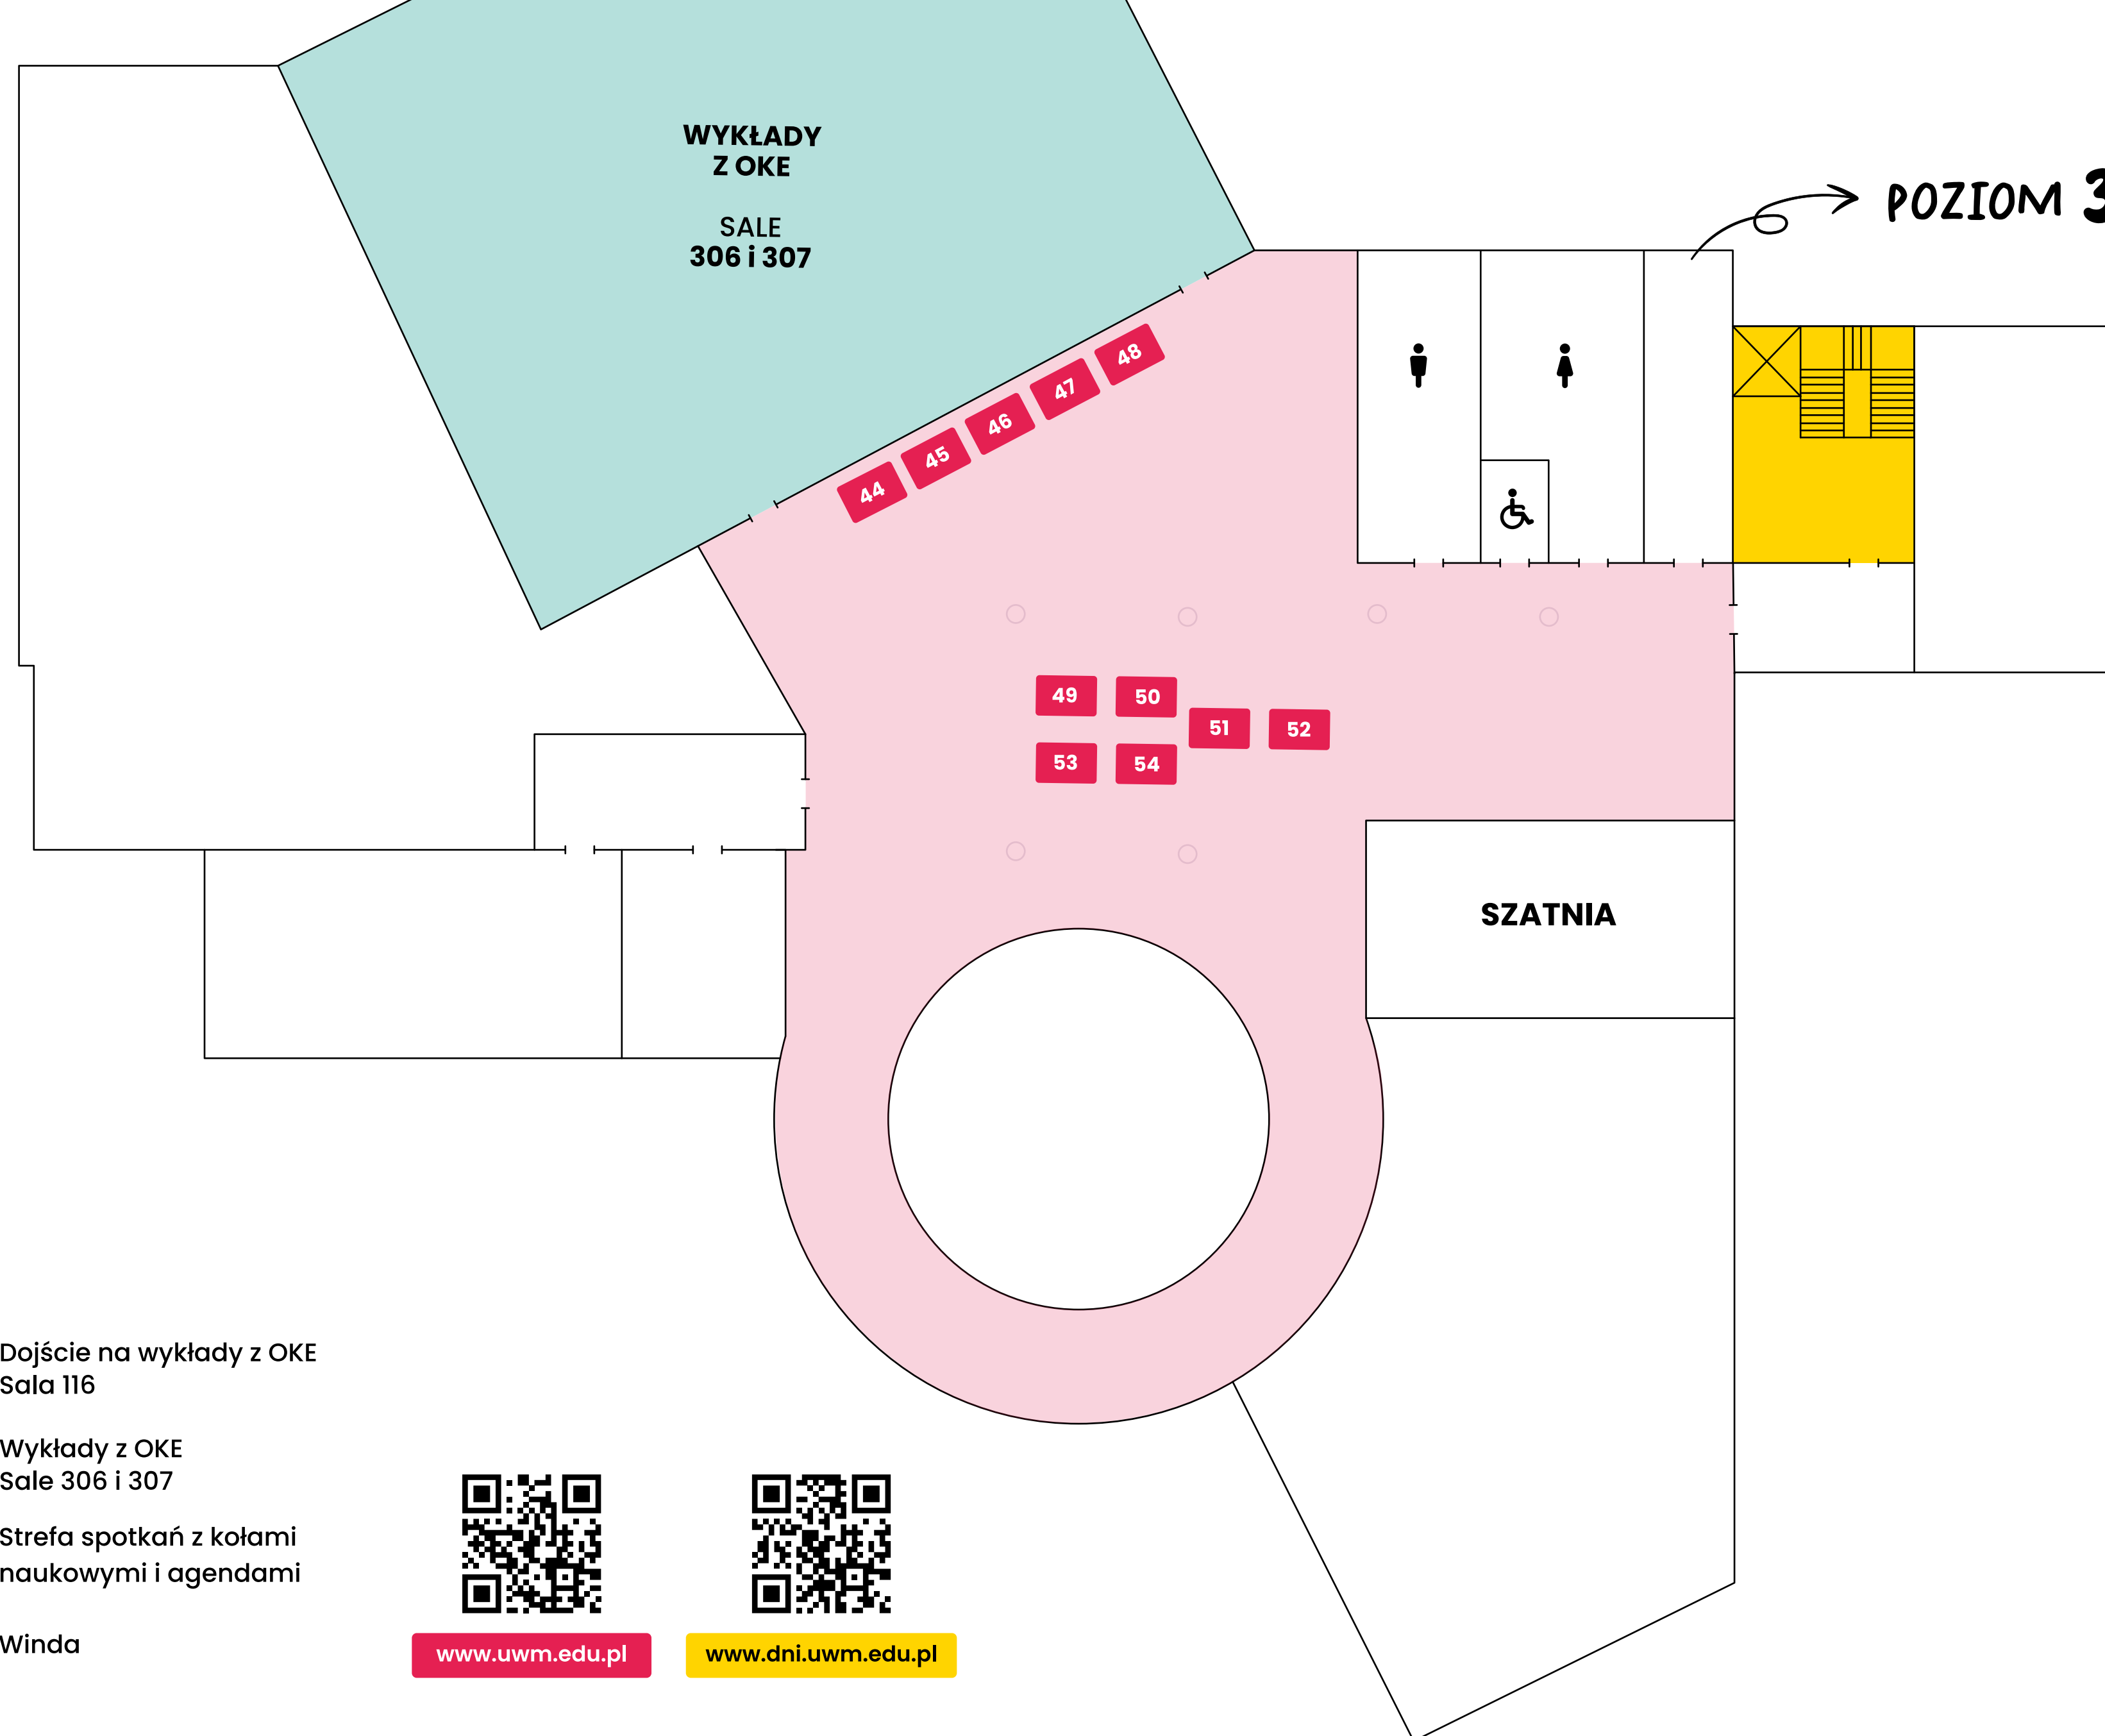 WYKŁADY
Z OKE
SALE
306 i 307
POZIOM 3
48
47
46
45
44
49
50
51
52
53
54
SZATNIA
Dojście na wykłady z OKE
Sala 116
Wykłady z OKE
Sale 306 i 307
Strefa spotkań z kołami
naukowymi i agendami
Winda
www.uwm.edu.pl
www.dni.uwm.edu.pl